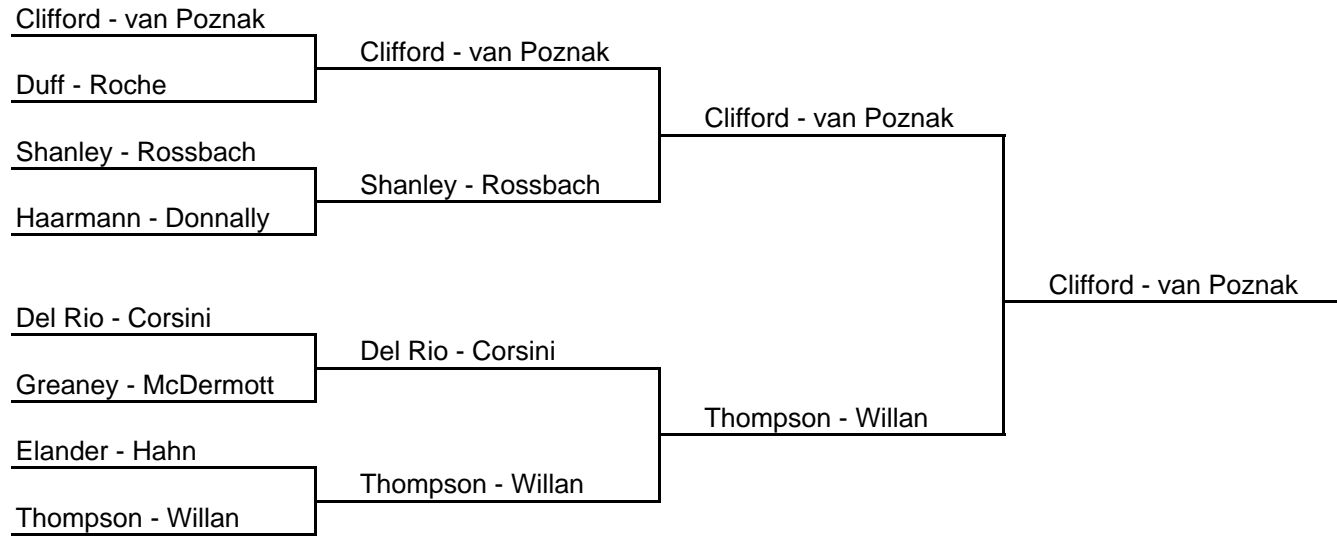 Clifford - van Poznak
Duff - Roche
Shanley - Rossbach
Haarmann - Donnally
Del Rio - Corsini
Greaney - McDermott
Elander - Hahn
Thompson - Willan
Clifford - van Poznak
Shanley - Rossbach
Del Rio - Corsini
Thompson - Willan
Clifford - van Poznak
Thompson - Willan
Clifford - van Poznak